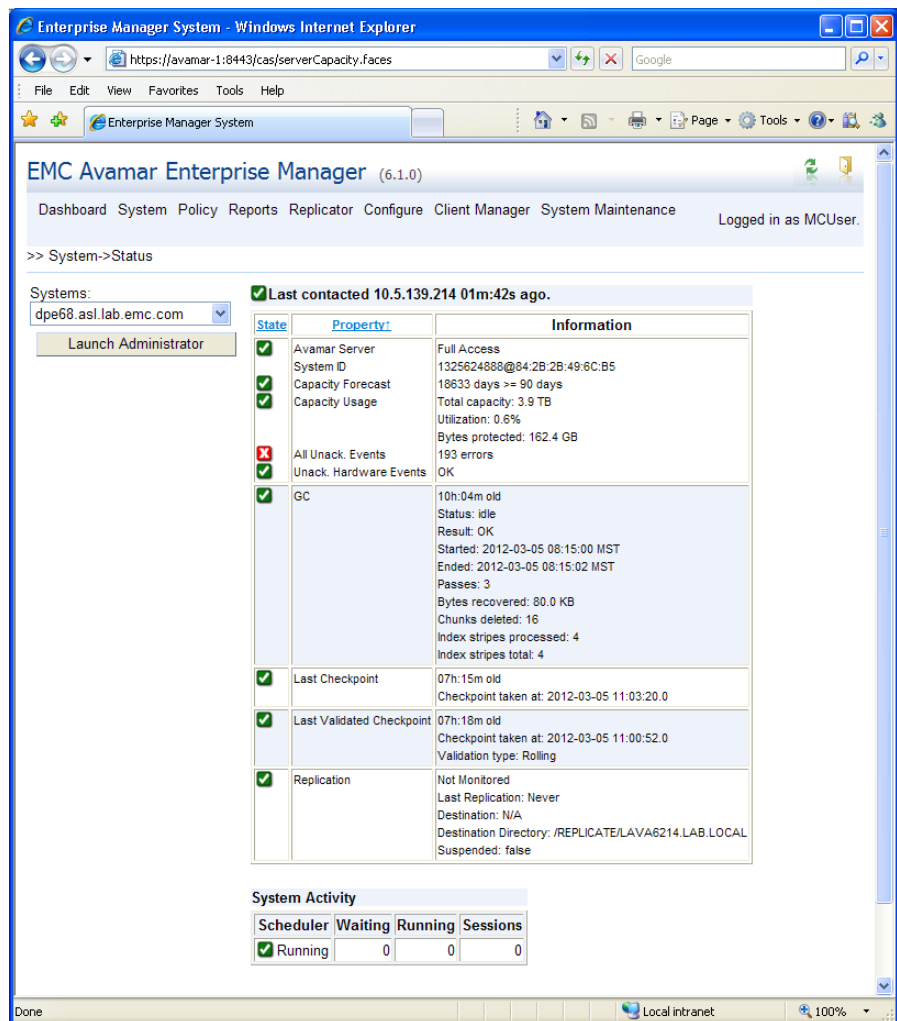 Enterprise Manager System - Windows Internet Explorer
https://avamar-1:8443/cas/serverCapacity.faces
Google
File Edit View Favorites Tools Help
Enterprise Manager System
Page Tools
EMC Avamar Enterprise Manager (6.1.0)
Dashboard System Policy Reports Replicator Configure Client Manager System Maintenance
Logged in as MCUser.
>> System->Status
Systems:
dpe68.asl.lab.emc.com
Launch Administrator
Last contacted 10.5.139.214 01m:42s ago.
State Property↑ Information
Avamar Server Full Access
System ID 1325624888@84:2B:2B:49:6C:B5
Capacity Forecast 18633 days >= 90 days
Capacity Usage Total capacity: 3.9 TB
Utilization: 0.6%
Bytes protected: 162.4 GB
All Unack. Events 193 errors
Unack. Hardware Events OK
GC 10h:04m old
Status: idle
Result: OK
Started: 2012-03-05 08:15:00 MST
Ended: 2012-03-05 08:15:02 MST
Passes: 3
Bytes recovered: 80.0 KB
Chunks deleted: 16
Index stripes processed: 4
Index stripes total: 4
Last Checkpoint 07h:15m old
Checkpoint taken at: 2012-03-05 11:03:20.0
Last Validated Checkpoint 07h:18m old
Checkpoint taken at: 2012-03-05 11:00:52.0
Validation type: Rolling
Replication Not Monitored
Last Replication: Never
Destination: N/A
Destination Directory: /REPLICATE/LAVA6214.LAB.LOCAL
Suspended: false
System Activity
Scheduler Waiting Running Sessions
Running 0 0 0
Done Local intranet 100%